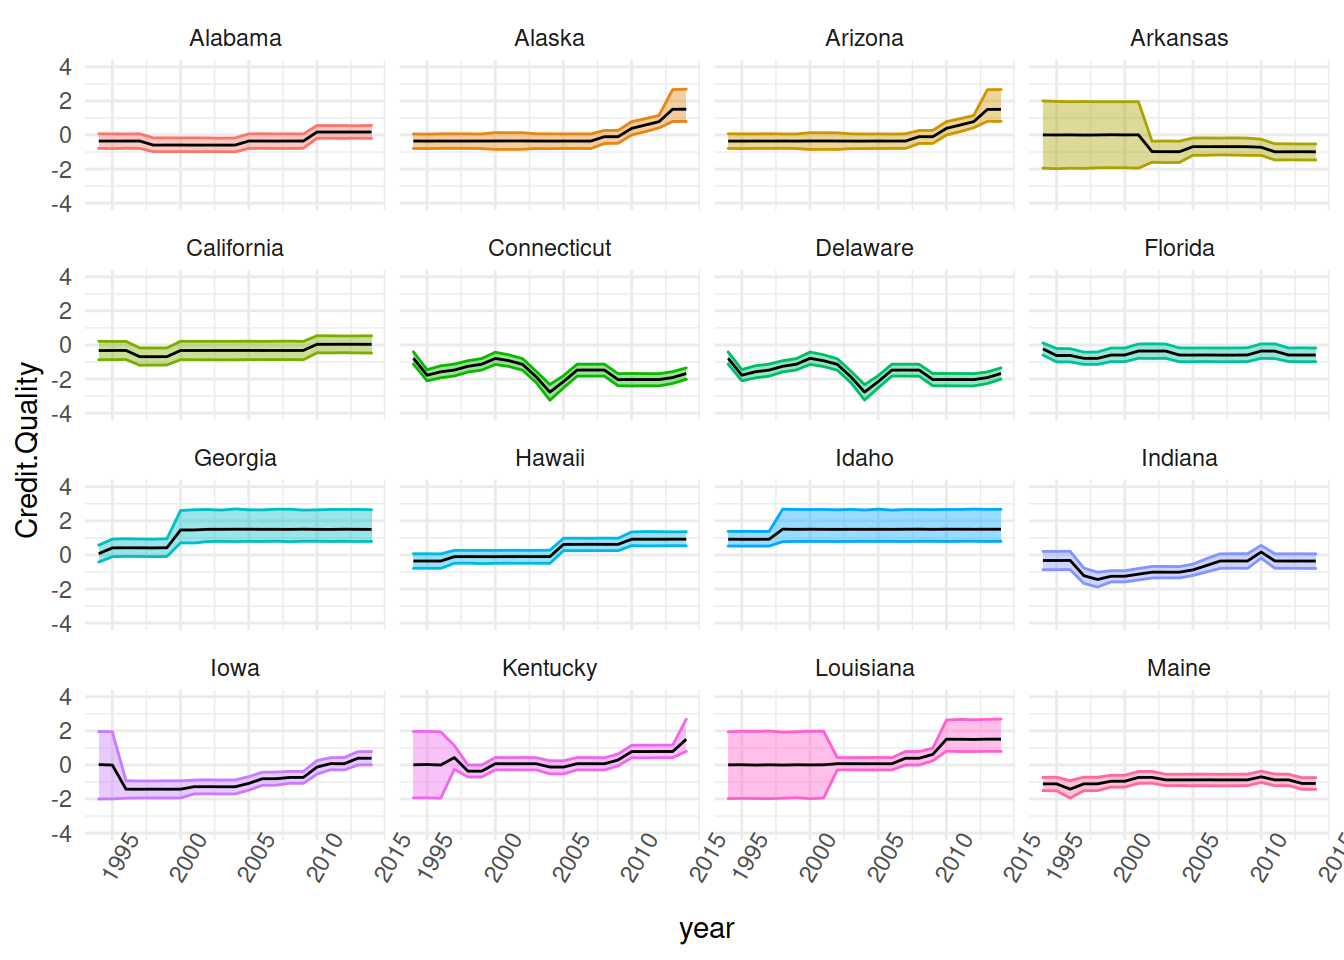 Alabama Alaska Arizona Arkansas
4
2
0
-2
-4
California Connecticut Delaware Florida
4
2
0
-2
-4
Georgia Hawaii Idaho Indiana
4
2
0
-2
-4
Iowa Kentucky Louisiana Maine
4
2
0
-2
-4
Credit.Quality
1995 2000 2005 2010 2015 1995 2000 2005 2010 2015 1995 2000 2005 2010 2015 1995 2000 2005 2010 2015
year